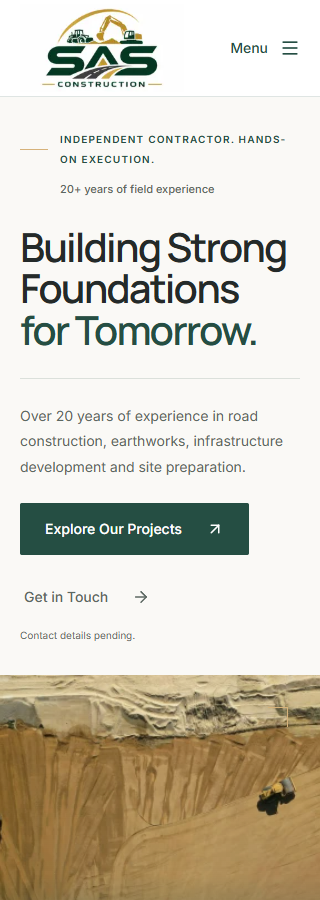 SAS
CONSTRUCTION
Menu
INDEPENDENT CONTRACTOR. HANDS-
ON EXECUTION.
20+ years of field experience
Building Strong
Foundations
for Tomorrow.
Over 20 years of experience in road
construction, earthworks, infrastructure
development and site preparation.
Explore Our Projects
Get in Touch
Contact details pending.